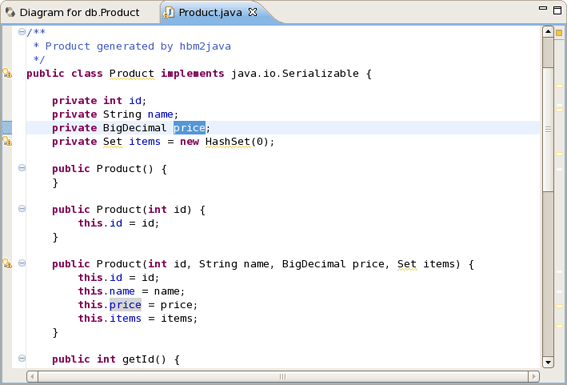 Diagram for db.Product
Product.java
/**
 * Product generated by hbm2java
 */
public class Product implements java.io.Serializable {
private int id;
private String name;
private BigDecimal price;
private Set items = new HashSet(0);
public Product() {
}
public Product(int id) {
this.id = id;
}
public Product(int id, String name, BigDecimal price, Set items) {
this.id = id;
this.name = name;
this.price = price;
this.items = items;
}
public int getId() {